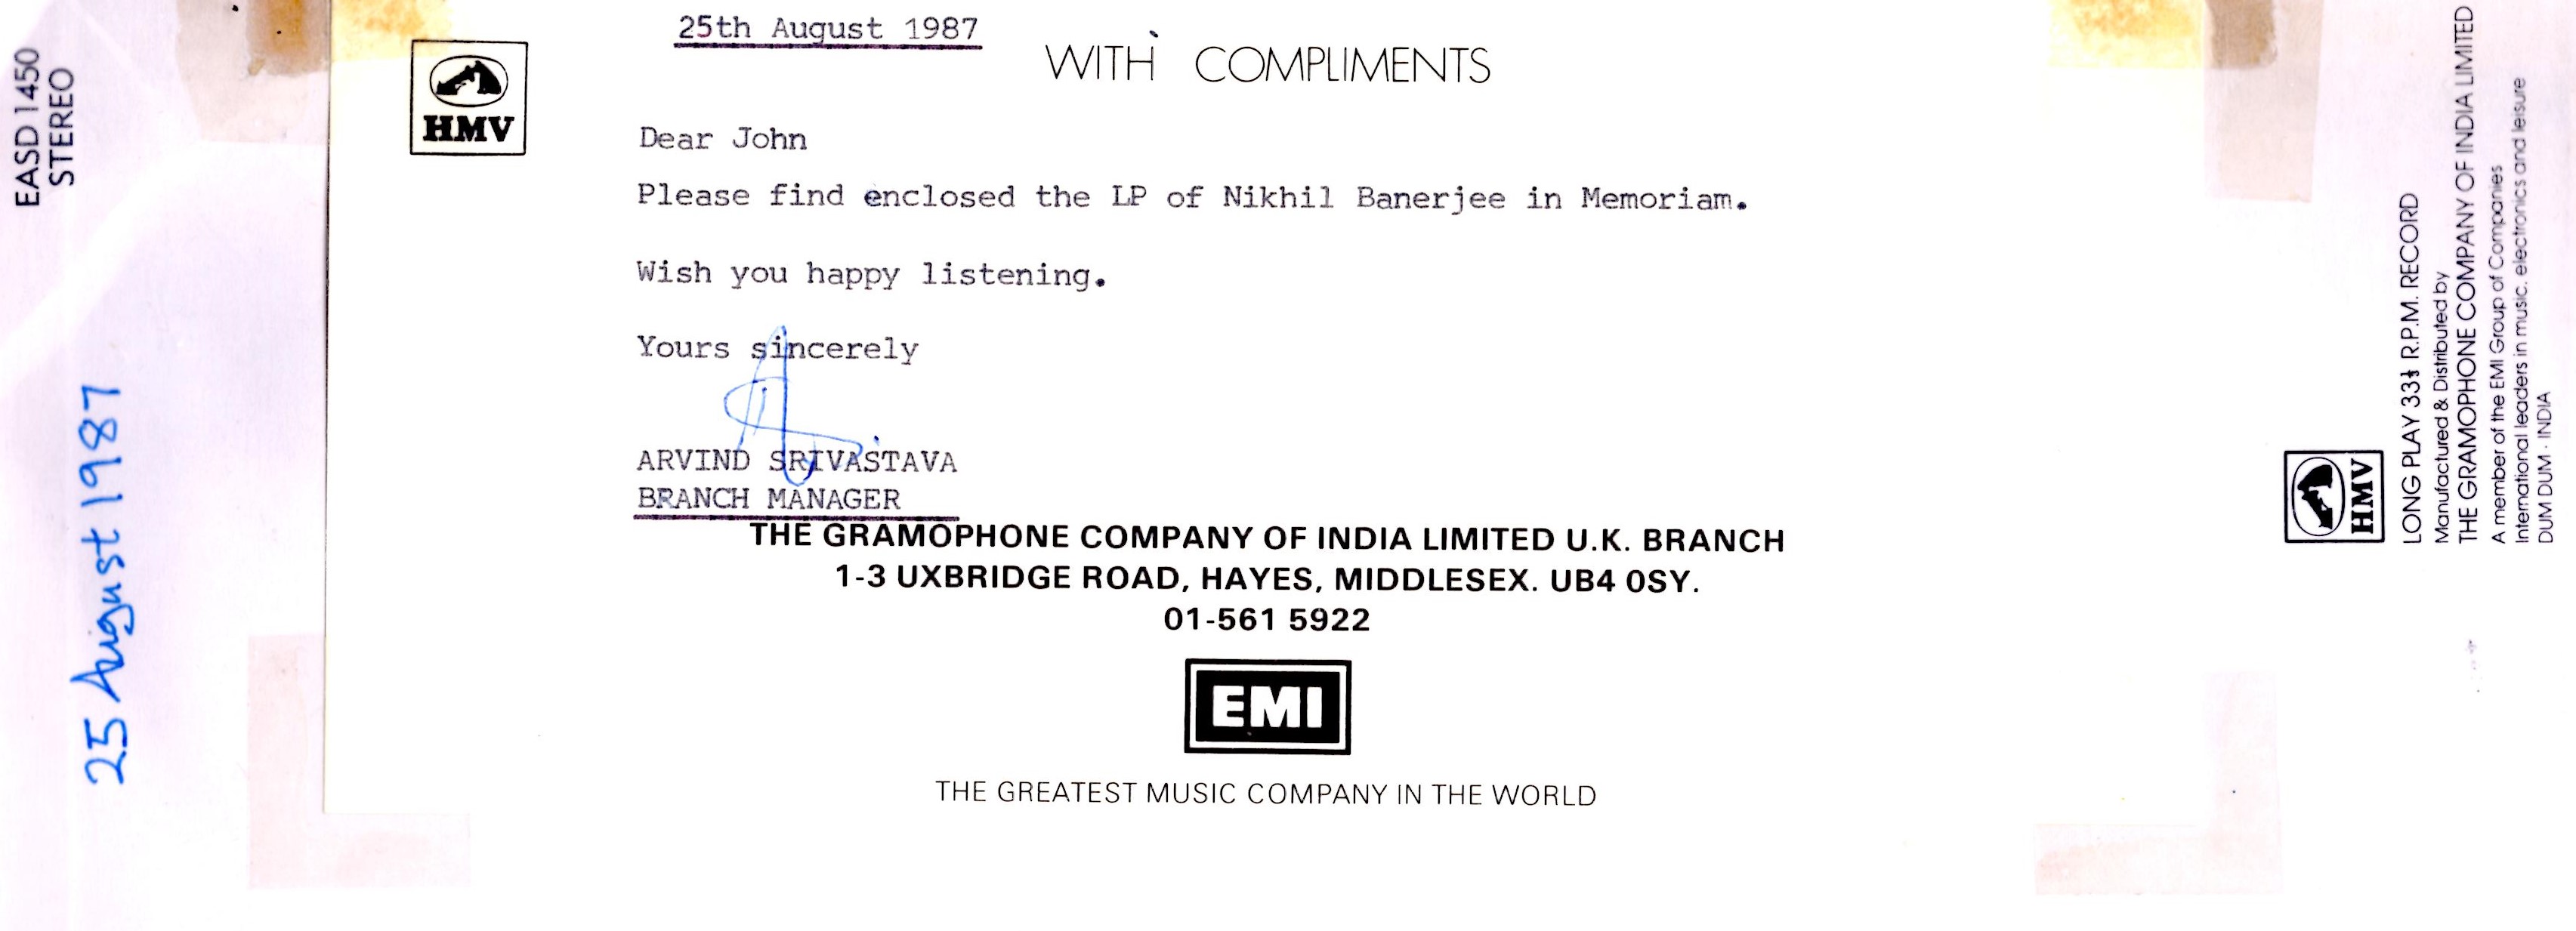 EASD 1450
STEREO
25 August 1987
HMV
25th August 1987
WITH COMPLIMENTS
Dear John
Please find enclosed the LP of Nikhil Banerjee in Memoriam.
Wish you happy listening.
Yours sincerely
ARVIND SRIVASTAVA
BRANCH MANAGER
THE GRAMOPHONE COMPANY OF INDIA LIMITED U.K. BRANCH
1-3 UXBRIDGE ROAD, HAYES, MIDDLESEX. UB4 0SY.
01-561 5922
EMI
THE GREATEST MUSIC COMPANY IN THE WORLD
HMV
LONG PLAY 33⅓ R.P.M. RECORD
Manufactured & Distributed by
THE GRAMOPHONE COMPANY OF INDIA LIMITED
A member of the EMI Group of Companies
International leaders in music, electronics and leisure
DUM DUM · INDIA